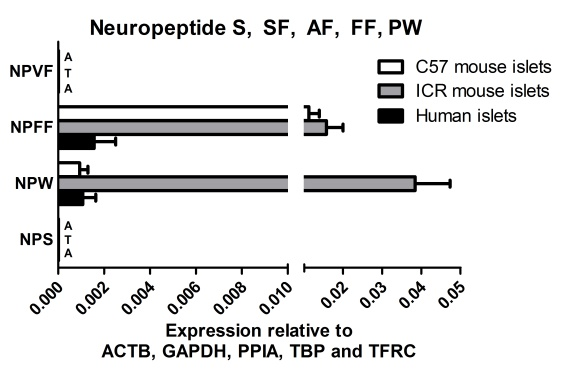 Neuropeptide S, SF, AF, FF, PW
C57 mouse islets
ICR mouse islets
Human islets
NPVF
A
T
A
NPFF
NPW
NPS
A
T
A
0.000
0.002
0.004
0.006
0.008
0.010
0.02
0.03
0.04
0.05
Expression relative to
ACTB, GAPDH, PPIA, TBP and TFRC